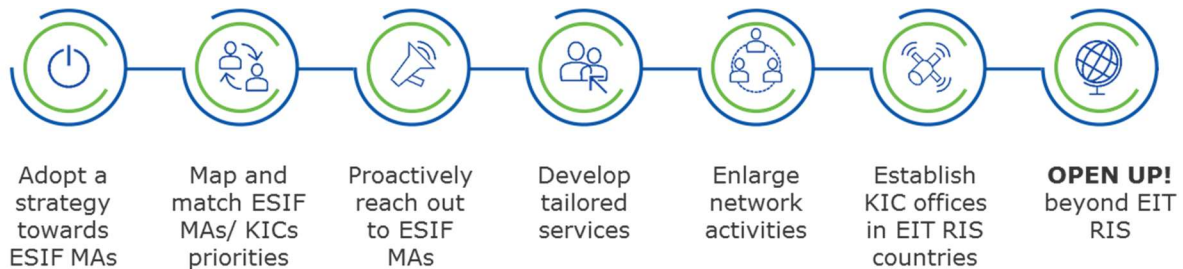 Adopt a
strategy
towards
ESIF MAs
Map and
match ESIF
MAs/ KICs
priorities
Proactively
reach out
to ESIF
MAs
Develop
tailored
services
Enlarge
network
activities
Establish
KIC offices
in EIT RIS
countries
OPEN UP!
beyond EIT
RIS